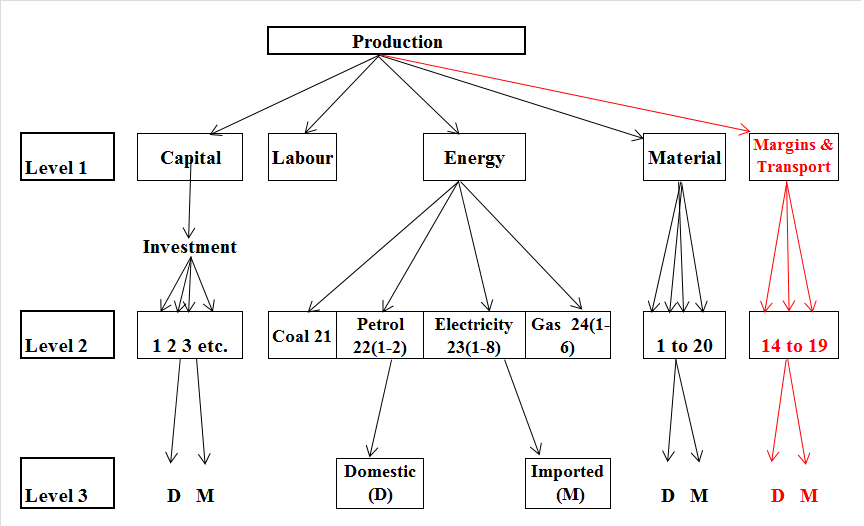 Production
Level 1
Capital
Labour
Energy
Material
Margins &
Transport
Investment
Level 2
1 2 3 etc.
Coal 21
Petrol
22(1-2)
Electricity
23(1-8)
Gas 24(1-
6)
1 to 20
14 to 19
Level 3
D M
Domestic
(D)
Imported
(M)
D M
D M